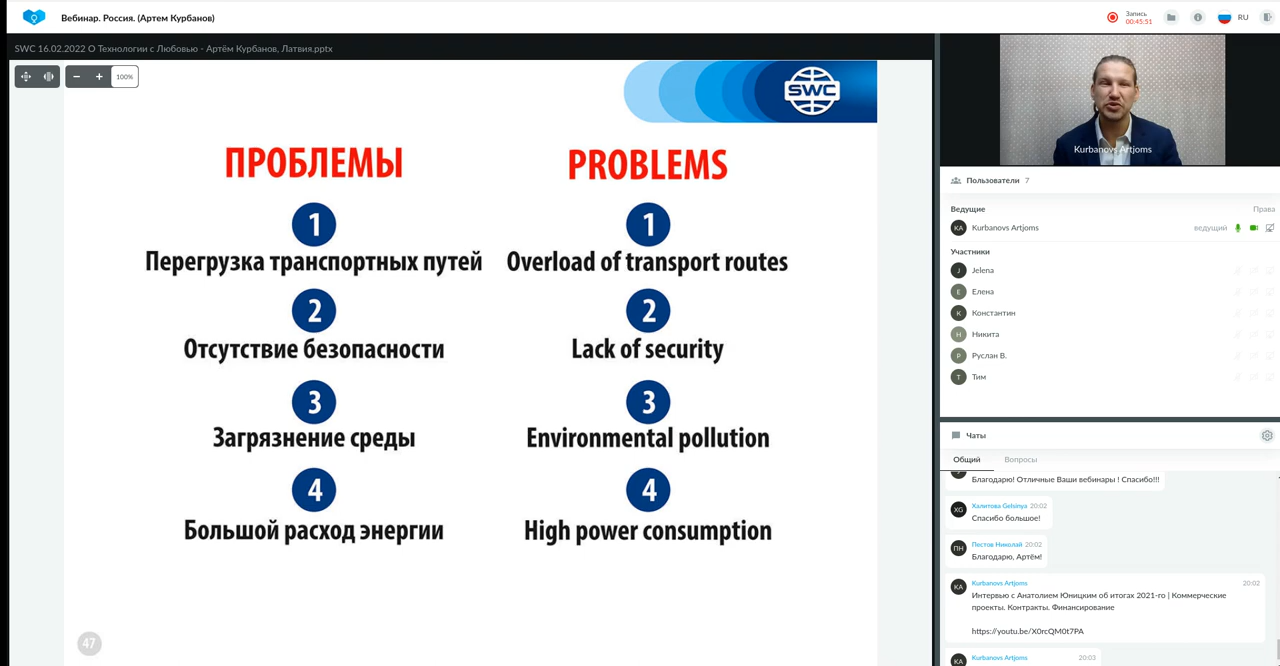 Вебинар. Россия. (Артем Курбанов)
Запись
00:45:51
RU
SWC 16.02.2022 О Технологии с Любовью - Артём Курбанов, Латвия.pptx
100%
SWC
ПРОБЛЕМЫ
1
Перегрузка транспортных путей
2
Отсутствие безопасности
3
Загрязнение среды
4
Большой расход энергии
PROBLEMS
1
Overload of transport routes
2
Lack of security
3
Environmental pollution
4
High power consumption
47
Kurbanovs Artjoms
Пользователи 7
Ведущие Права
KA Kurbanovs Artjoms ведущий
Участники
J Jelena
Е Елена
К Константин
Н Никита
Р Руслан В.
Т Тим
Чаты
Общий Вопросы
Благодарю! Отличные Ваши вебинары ! Спасибо!!!
XG Халитова Gelsinya 20:02
Спасибо большое!
ПН Пестов Николай 20:02
Благодарю, Артём!
KA Kurbanovs Artjoms 20:02
Интервью с Анатолием Юницким об итогах 2021-го | Коммерческие
проекты. Контракты. Финансирование
https://youtu.be/X0rcQM0t7PA
KA Kurbanovs Artjoms 20:03